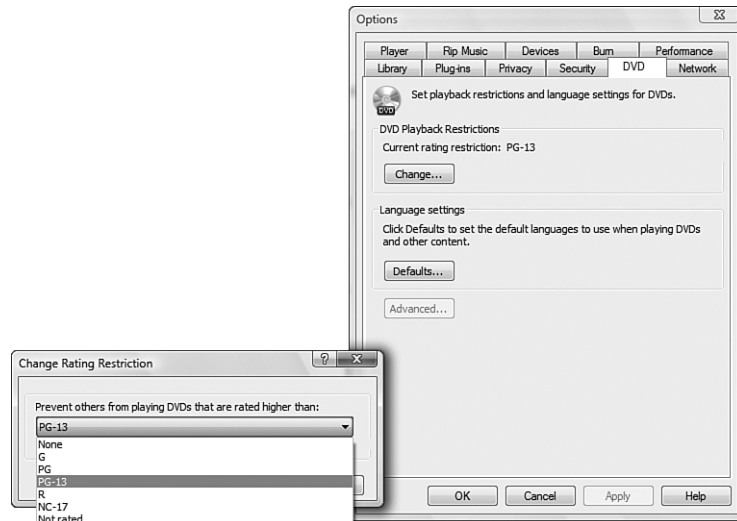 Options
Player Rip Music Devices Burn Performance
Library Plug-ins Privacy Security DVD Network
Set playback restrictions and language settings for DVDs.
DVD
DVD Playback Restrictions
Current rating restriction: PG-13
Change...
Language settings
Click Defaults to set the default languages to use when playing DVDs
and other content.
Defaults...
Advanced...
OK Cancel Apply Help
Change Rating Restriction
Prevent others from playing DVDs that are rated higher than:
PG-13
None
G
PG
PG-13
R
NC-17
Not rated